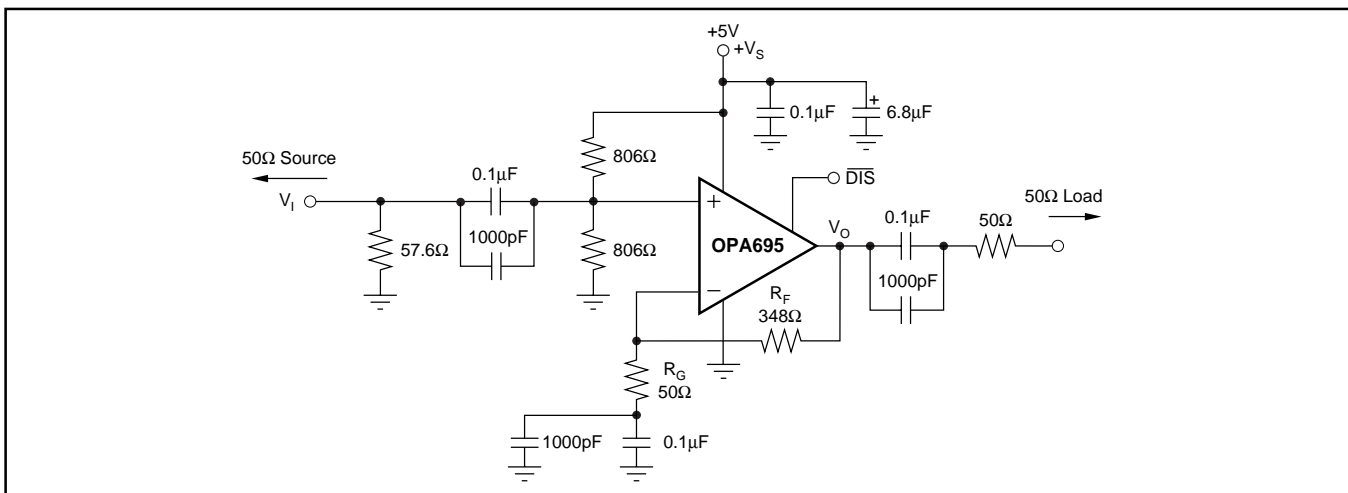 +5V
+V_S
0.1μF
6.8μF
806Ω
50Ω Source
0.1μF
D̅I̅S̅
V_I
50Ω Load
+
V_O
0.1μF
50Ω
1000pF
OPA695
57.6Ω
806Ω
1000pF
−
R_F
348Ω
R_G
50Ω
1000pF
0.1μF